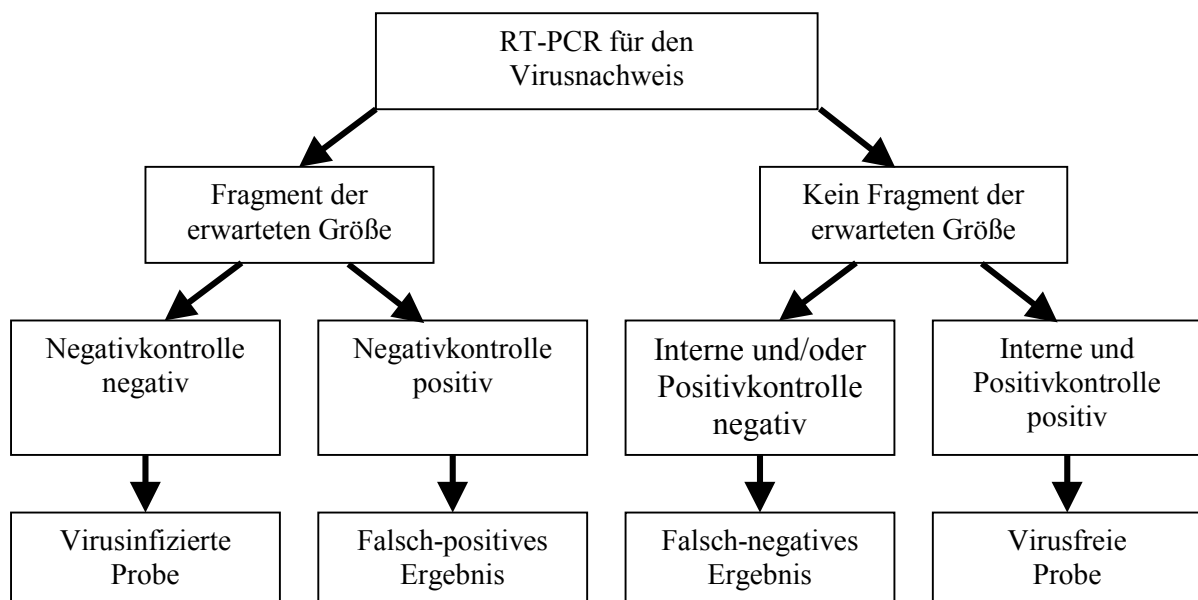 RT-PCR für den
Virusnachweis
Fragment der
erwarteten Größe
Kein Fragment der
erwarteten Größe
Negativkontrolle
negativ
Negativkontrolle
positiv
Interne und/oder
Positivkontrolle
negativ
Interne und
Positivkontrolle
positiv
Virusinfizierte
Probe
Falsch-positives
Ergebnis
Falsch-negatives
Ergebnis
Virusfreie
Probe